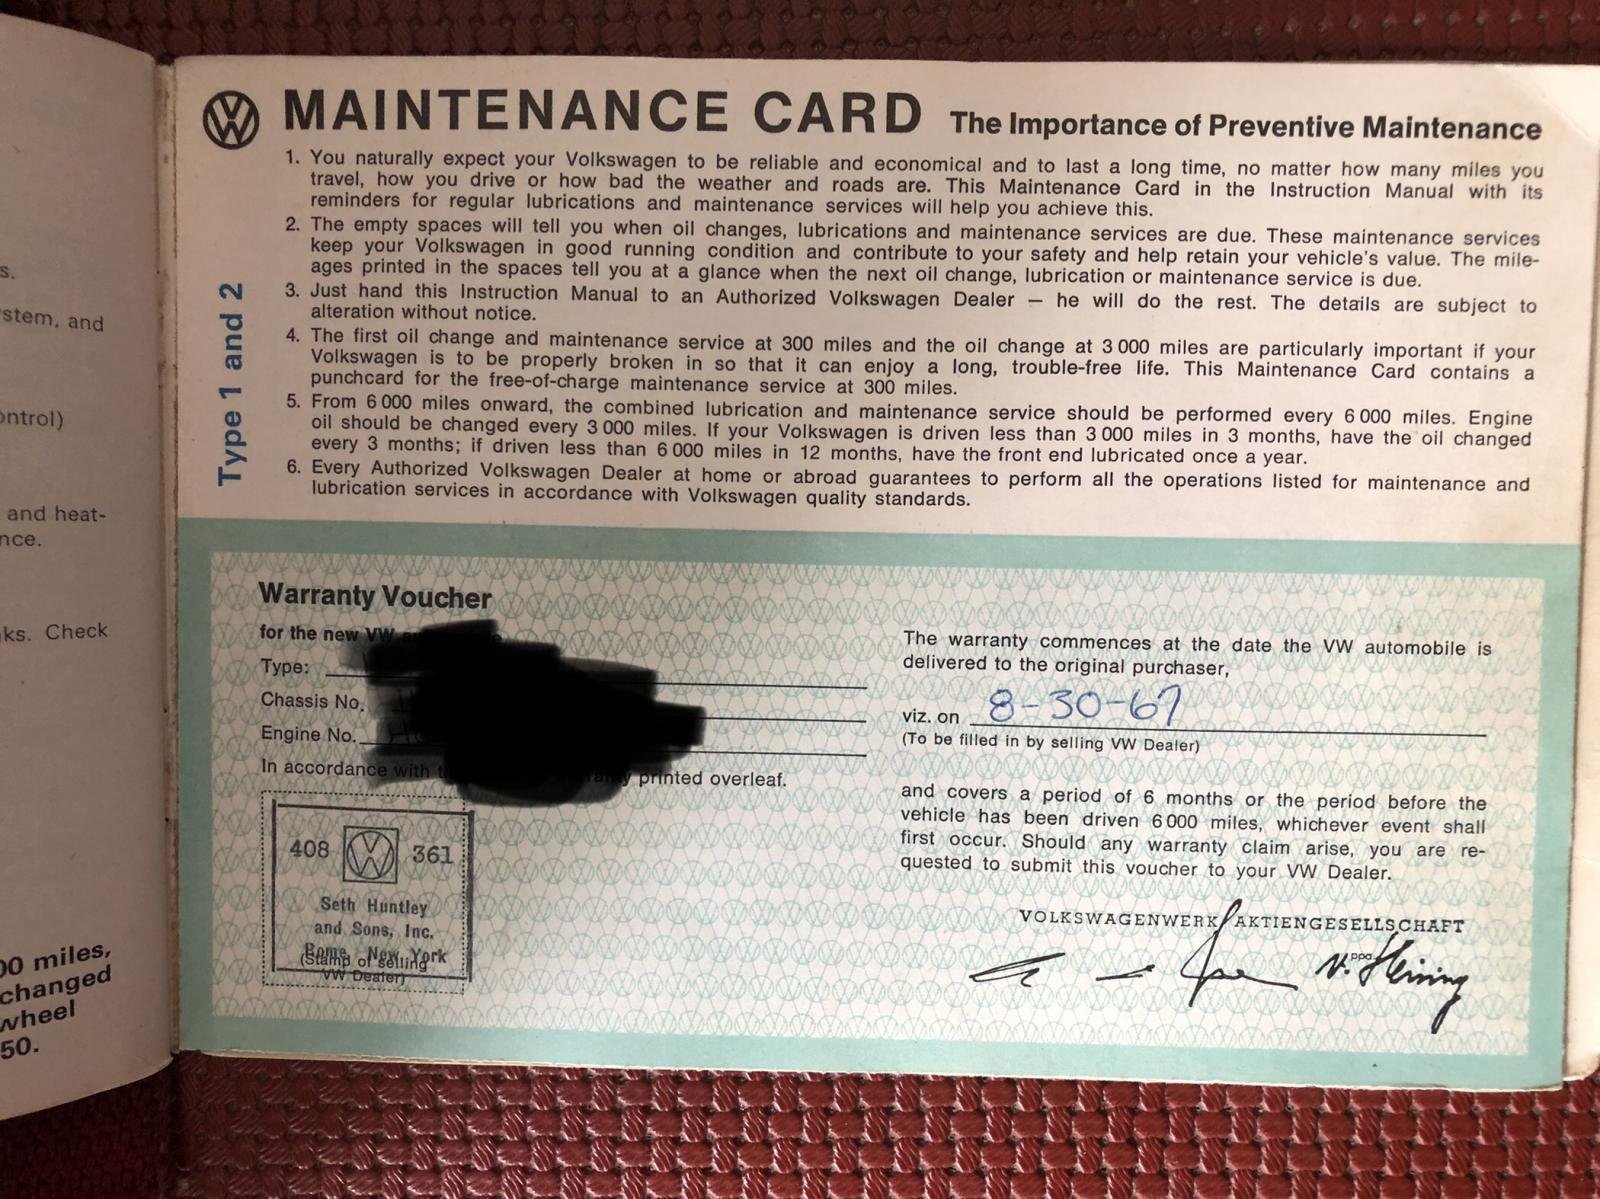 MAINTENANCE CARD The Importance of Preventive Maintenance
1. You naturally expect your Volkswagen to be reliable and economical and to last a long time, no matter how many miles you
travel, how you drive or how bad the weather and roads are. This Maintenance Card in the Instruction Manual with its
reminders for regular lubrications and maintenance services will help you achieve this.
2. The empty spaces will tell you when oil changes, lubrications and maintenance services are due. These maintenance services
keep your Volkswagen in good running condition and contribute to your safety and help retain your vehicle's value. The mile-
ages printed in the spaces tell you at a glance when the next oil change, lubrication or maintenance service is due.
3. Just hand this Instruction Manual to an Authorized Volkswagen Dealer — he will do the rest. The details are subject to
alteration without notice.
4. The first oil change and maintenance service at 300 miles and the oil change at 3 000 miles are particularly important if your
Volkswagen is to be properly broken in so that it can enjoy a long, trouble-free life. This Maintenance Card contains a
punchcard for the free-of-charge maintenance service at 300 miles.
5. From 6 000 miles onward, the combined lubrication and maintenance service should be performed every 6 000 miles. Engine
oil should be changed every 3 000 miles. If your Volkswagen is driven less than 3 000 miles in 3 months, have the oil changed
every 3 months; if driven less than 6 000 miles in 12 months, have the front end lubricated once a year.
6. Every Authorized Volkswagen Dealer at home or abroad guarantees to perform all the operations listed for maintenance and
lubrication services in accordance with Volkswagen quality standards.
Type 1 and 2
Warranty Voucher
for the new VW
Type:
Chassis No.
Engine No.
In accordance with printed overleaf.
408 361
Seth Huntley
and Sons, Inc.
Rome, New York
(Stamp of selling
VW Dealer)
The warranty commences at the date the VW automobile is
delivered to the original purchaser,
viz. on 8-30-67
(To be filled in by selling VW Dealer)
and covers a period of 6 months or the period before the
vehicle has been driven 6 000 miles, whichever event shall
first occur. Should any warranty claim arise, you are re-
quested to submit this voucher to your VW Dealer.
VOLKSWAGENWERK AKTIENGESELLSCHAFT
ppa.
s.
stem, and
ontrol)
and heat-
nce.
ks. Check
00 miles,
changed
wheel
50.